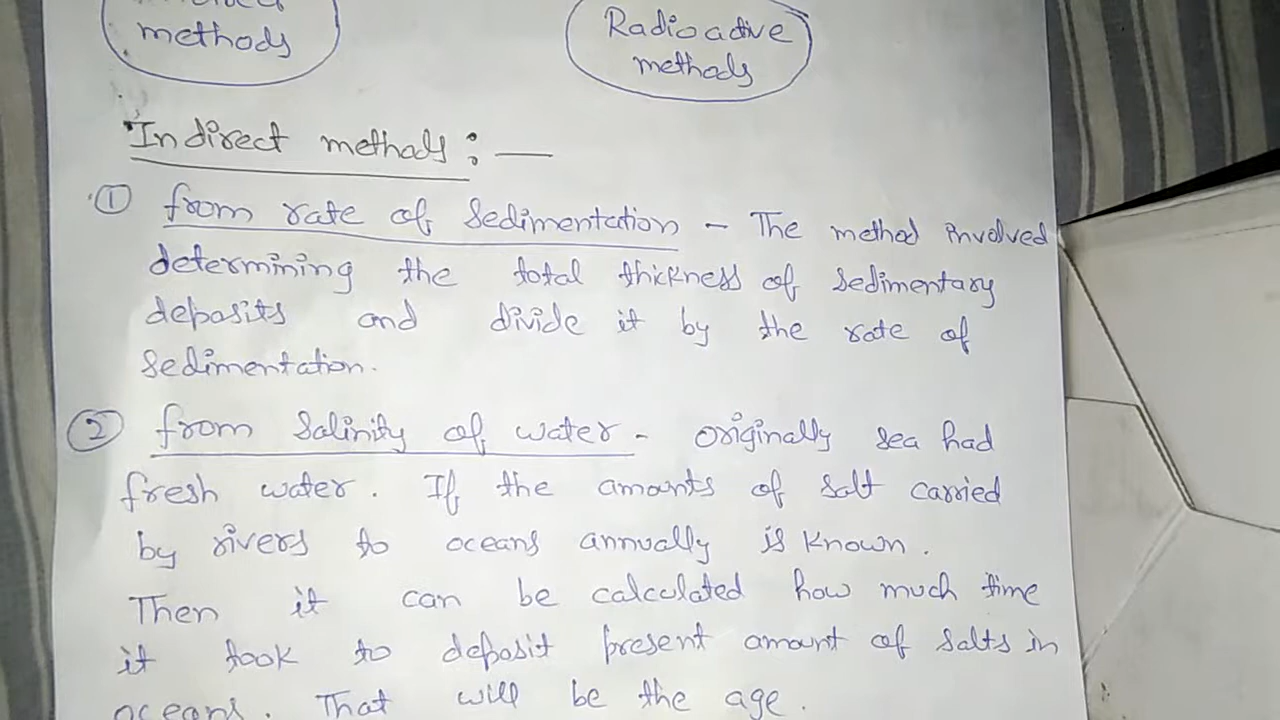 methods
Radioactive
methods
Indirect methods : —
① from rate of Sedimentation - The method involved
determining the total thickness of sedimentary
deposits and divide it by the rate of
sedimentation.
② from Salinity of water - originally sea had
fresh water. If the amounts of salt carried
by rivers to oceans annually is known.
Then it can be calculated how much time
it took to deposit present amount of salts in
oceans. That will be the age.